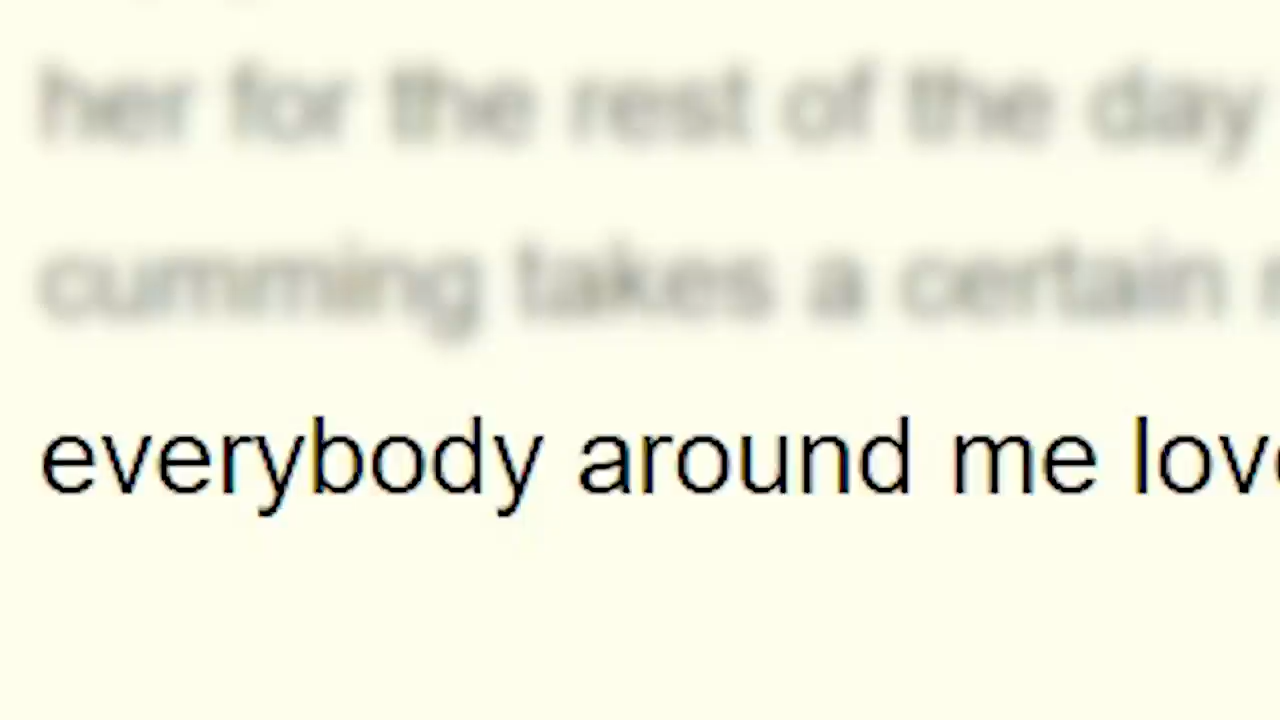 her for the rest of the day
cumming takes a certain
everybody around me love